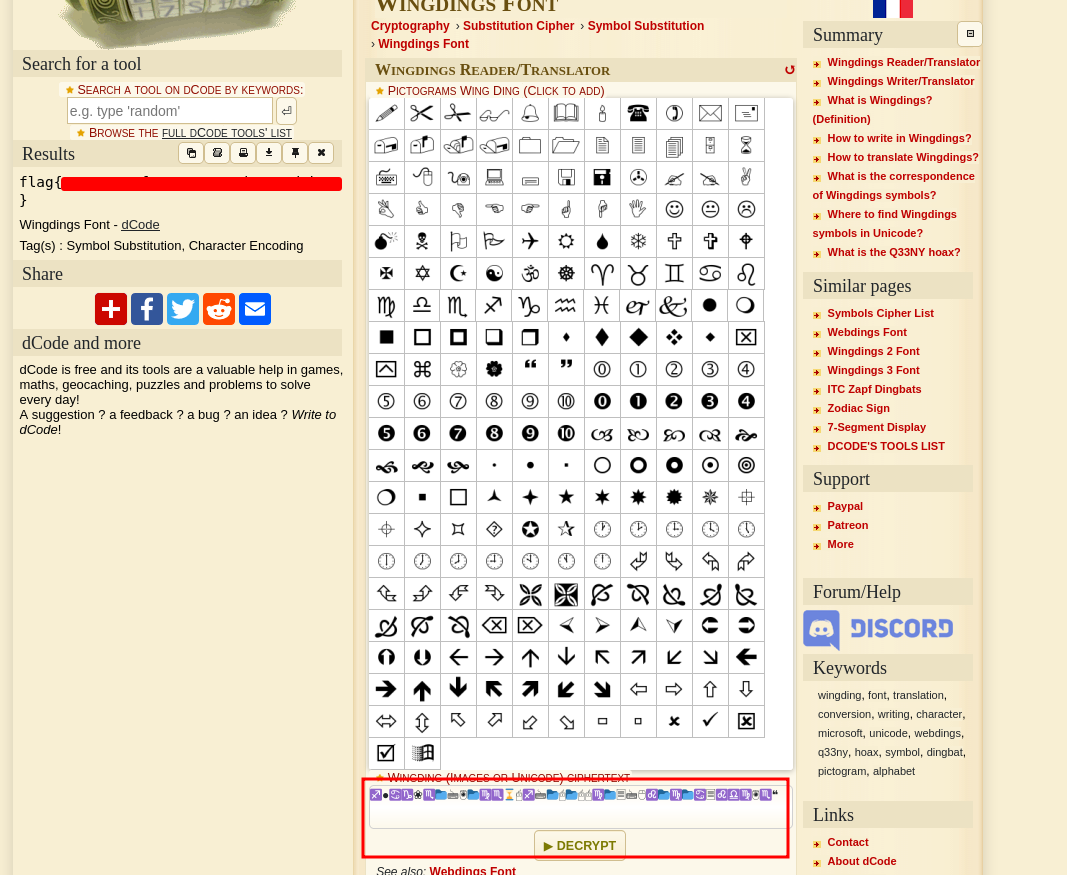 WINGDINGS FONT
Cryptography › Substitution Cipher › Symbol Substitution
› Wingdings Font
Search for a tool
SEARCH A TOOL ON DCODE BY KEYWORDS:
e.g. type 'random'
BROWSE THE FULL DCODE TOOLS' LIST
Results
flag{
}
Wingdings Font - dCode
Tag(s) : Symbol Substitution, Character Encoding
Share
dCode and more
dCode is free and its tools are a valuable help in games,
maths, geocaching, puzzles and problems to solve
every day!
A suggestion ? a feedback ? a bug ? an idea ? Write to
dCode!
WINGDINGS READER/TRANSLATOR
PICTOGRAMS WING DING (CLICK TO ADD)
WINGDING (IMAGES OR UNICODE) CIPHERTEXT
▶ DECRYPT
See also: Webdings Font
Summary
Wingdings Reader/Translator
Wingdings Writer/Translator
What is Wingdings?
(Definition)
How to write in Wingdings?
How to translate Wingdings?
What is the correspondence
of Wingdings symbols?
Where to find Wingdings
symbols in Unicode?
What is the Q33NY hoax?
Similar pages
Symbols Cipher List
Webdings Font
Wingdings 2 Font
Wingdings 3 Font
ITC Zapf Dingbats
Zodiac Sign
7-Segment Display
DCODE'S TOOLS LIST
Support
Paypal
Patreon
More
Forum/Help
DISCORD
Keywords
wingding, font, translation,
conversion, writing, character,
microsoft, unicode, webdings,
q33ny, hoax, symbol, dingbat,
pictogram, alphabet
Links
Contact
About dCode